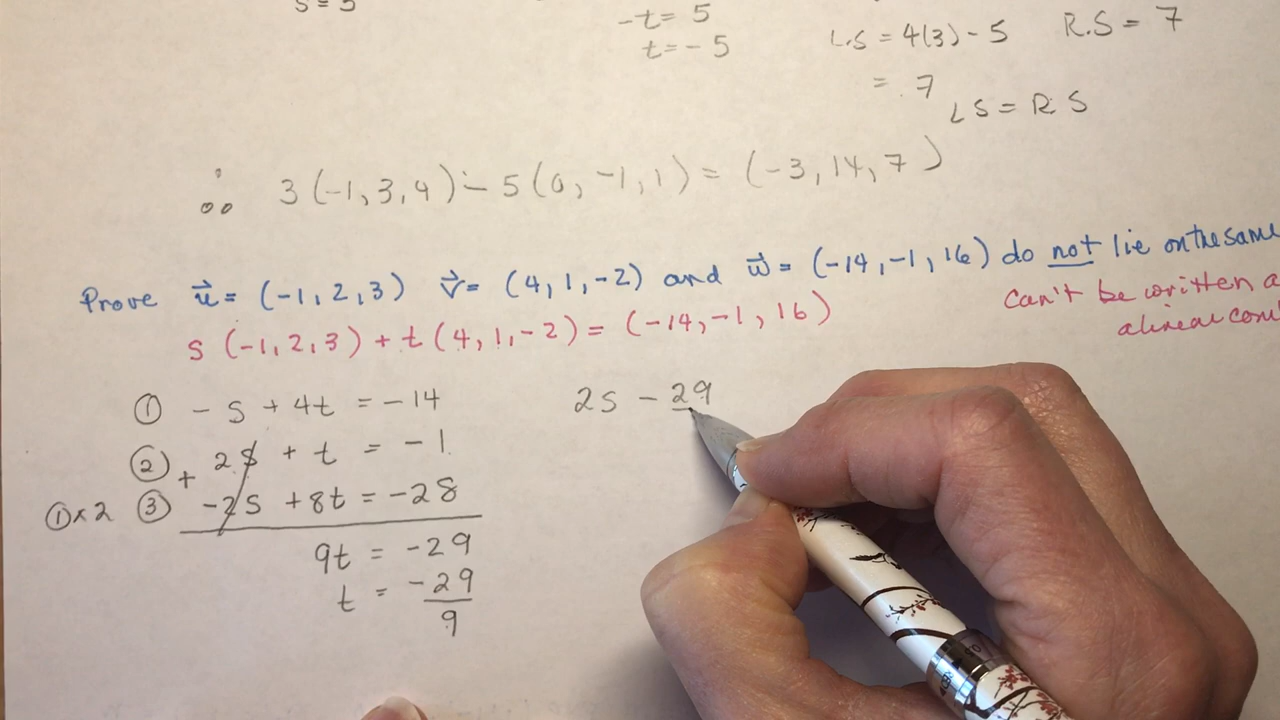 s = 5
-t = 5
t = -5
L.S = 4(3) - 5 R.S = 7
= 7
LS = R.S
∴ 3(-1, 3, 4) - 5(0, -1, 1) = (-3, 14, 7)
Prove u⃗ = (-1, 2, 3) v⃗ = (4, 1, -2) and w⃗ = (-14, -1, 16) do not lie on the same
s(-1, 2, 3) + t(4, 1, -2) = (-14, -1, 16)
Can't be written a
a linear com
① -s + 4t = -14
② + 2s + t = -1
①x2 ③ -2s + 8t = -28
9t = -29
t = -29
9
2s - 29